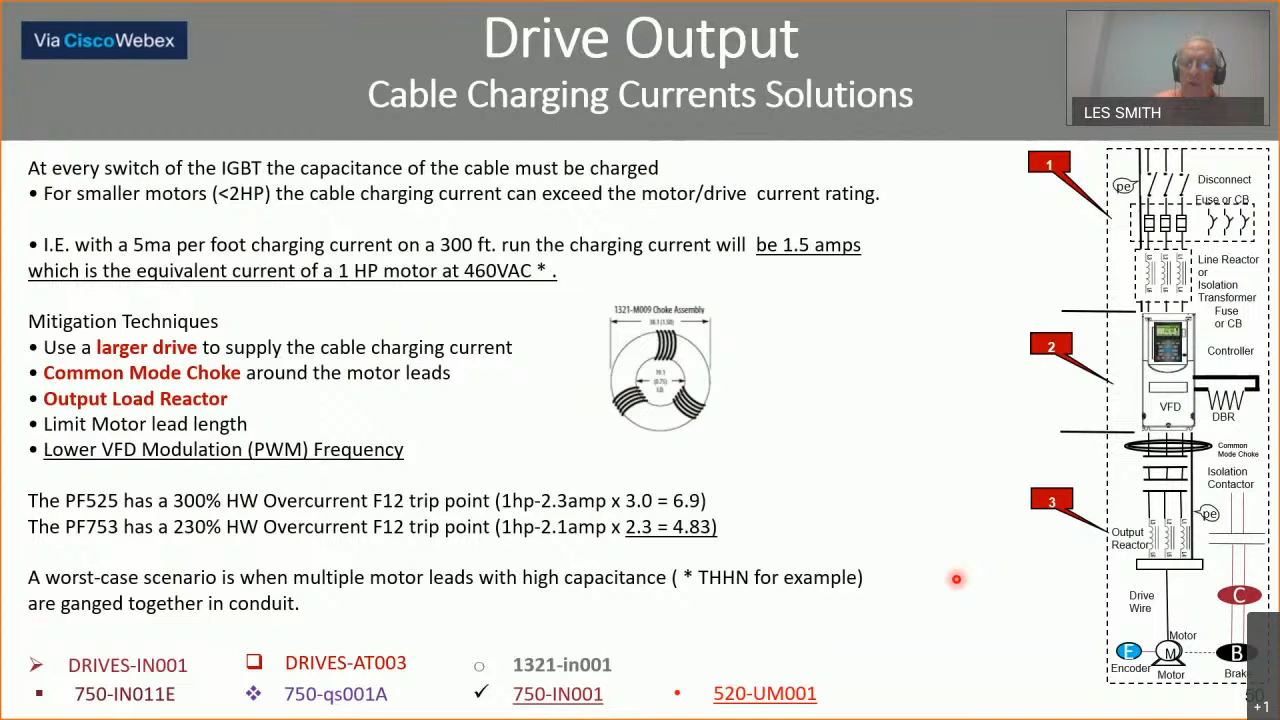 Via CiscoWebex
Drive Output
Cable Charging Currents Solutions
LES SMITH
At every switch of the IGBT the capacitance of the cable must be charged
• For smaller motors (<2HP) the cable charging current can exceed the motor/drive current rating.
• I.E. with a 5ma per foot charging current on a 300 ft. run the charging current will be 1.5 amps
which is the equivalent current of a 1 HP motor at 460VAC * .
Mitigation Techniques
• Use a larger drive to supply the cable charging current
• Common Mode Choke around the motor leads
• Output Load Reactor
• Limit Motor lead length
• Lower VFD Modulation (PWM) Frequency
1321-M009 Choke Assembly
The PF525 has a 300% HW Overcurrent F12 trip point (1hp-2.3amp x 3.0 = 6.9)
The PF753 has a 230% HW Overcurrent F12 trip point (1hp-2.1amp x 2.3 = 4.83)
A worst-case scenario is when multiple motor leads with high capacitance ( * THHN for example)
are ganged together in conduit.
DRIVES-IN001
DRIVES-AT003
1321-in001
750-IN011E
750-qs001A
750-IN001
520-UM001
1
pe
Disconnect
Fuse or CB
Line Reactor
or
Isolation
Transformer
Fuse
or CB
2
Controller
VFD
DBR
Common
Mode Choke
Isolation
Contactor
3
pe
Output
Reactor
Drive
Wire
C
Motor
E
M
B
Encoder
Motor
Brake
50
+1